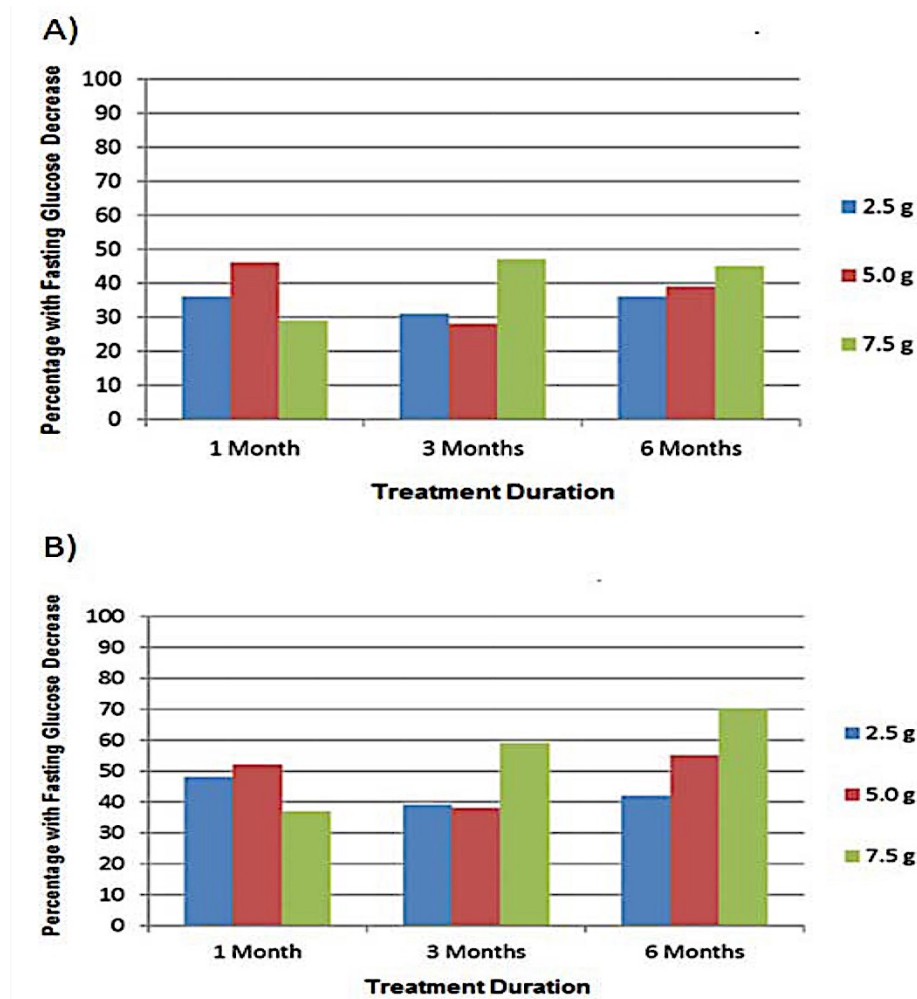 A)
Percentage with Fasting Glucose Decrease
100
90
80
70
60
50
40
30
20
10
0
1 Month 3 Months 6 Months
Treatment Duration
2.5 g
5.0 g
7.5 g
B)
Percentage with Fasting Glucose Decrease
100
90
80
70
60
50
40
30
20
10
0
1 Month 3 Months 6 Months
Treatment Duration
2.5 g
5.0 g
7.5 g